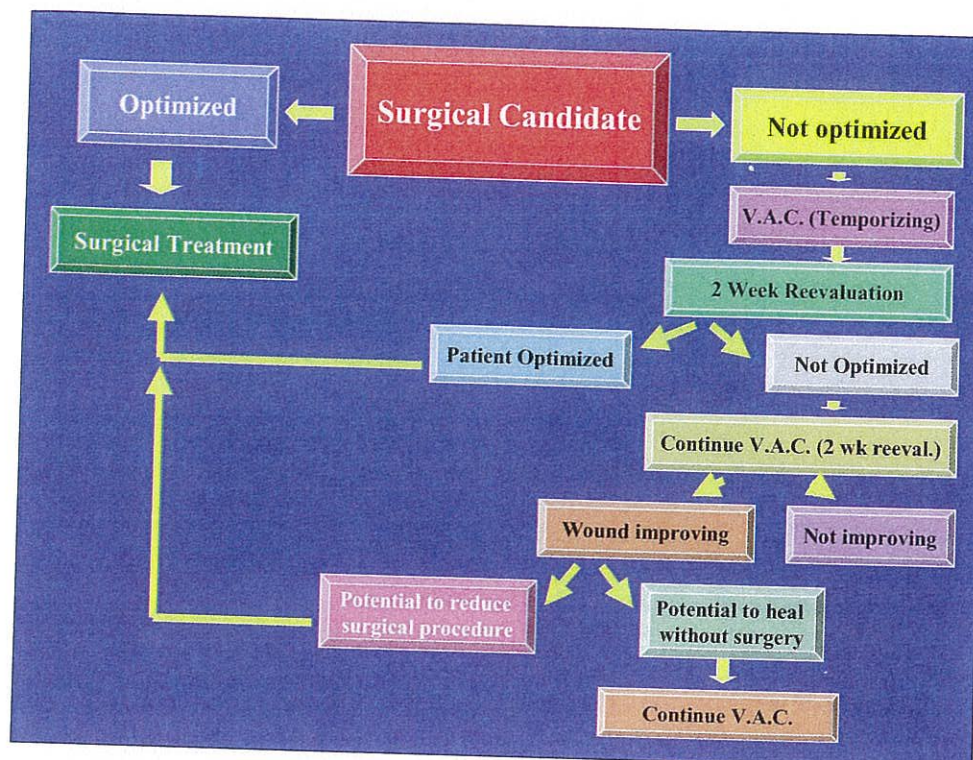 Surgical Candidate
Optimized
Not optimized
Surgical Treatment
V.A.C. (Temporizing)
2 Week Reevaluation
Patient Optimized
Not Optimized
Continue V.A.C. (2 wk reeval.)
Wound improving
Not improving
Potential to reduce
surgical procedure
Potential to heal
without surgery
Continue V.A.C.